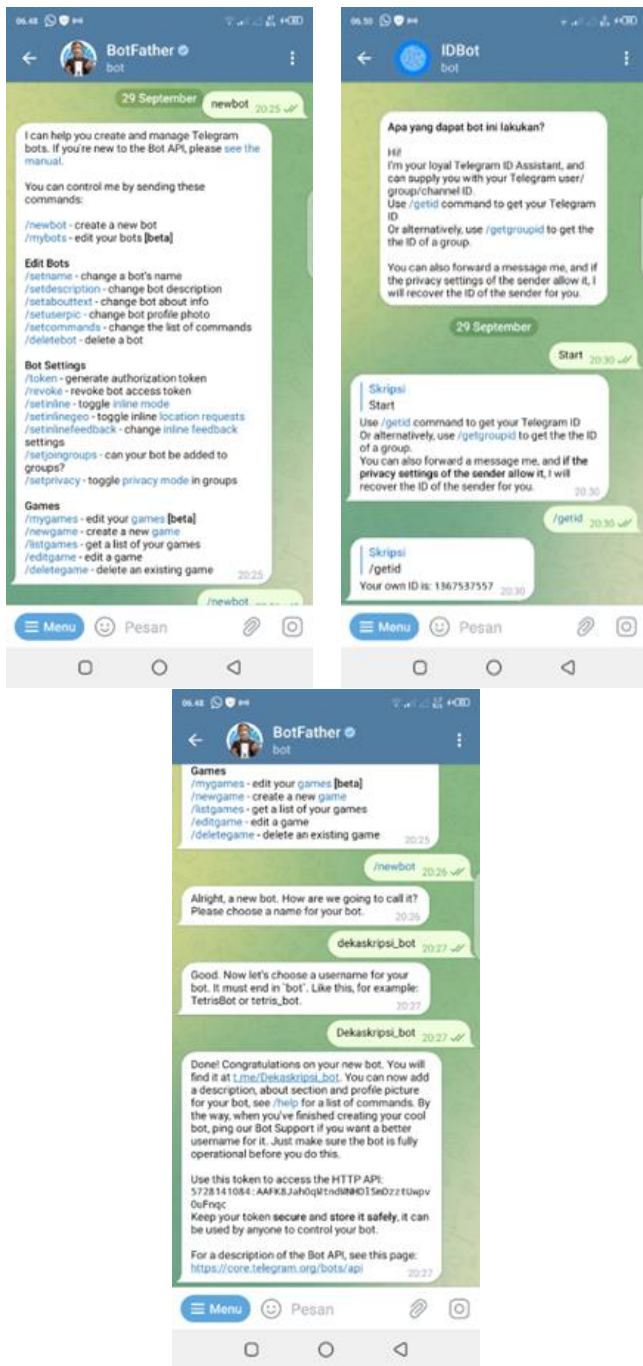 06.48
BotFather
bot
29 September
newbot 20:25
I can help you create and manage Telegram
bots. If you're new to the Bot API, please see the
manual.
You can control me by sending these
commands:
/newbot - create a new bot
/mybots - edit your bots [beta]
Edit Bots
/setname - change a bot's name
/setdescription - change bot description
/setabouttext - change bot about info
/setuserpic - change bot profile photo
/setcommands - change the list of commands
/deletebot - delete a bot
Bot Settings
/token - generate authorization token
/revoke - revoke bot access token
/setinline - toggle inline mode
/setinlinegeo - toggle inline location requests
/setinlinefeedback - change inline feedback
settings
/setjoingroups - can your bot be added to
groups?
/setprivacy - toggle privacy mode in groups
Games
/mygames - edit your games [beta]
/newgame - create a new game
/listgames - get a list of your games
/editgame - edit a game
/deletegame - delete an existing game 20:25
/newbot
Menu Pesan
06.50
IDBot
bot
Apa yang dapat bot ini lakukan?
Hi!
I'm your loyal Telegram ID Assistant, and
can supply you with your Telegram user/
group/channel ID.
Use /getid command to get your Telegram
ID
Or alternatively, use /getgroupid to get the
the ID of a group.
You can also forward a message me, and if
the privacy settings of the sender allow it, I
will recover the ID of the sender for you.
29 September
Start 20:30
Skripsi
Start
Use /getid command to get your Telegram ID
Or alternatively, use /getgroupid to get the the ID
of a group.
You can also forward a message me, and if the
privacy settings of the sender allow it, I will
recover the ID of the sender for you. 20:30
/getid 20:30
Skripsi
/getid
Your own ID is: 1367537557 20:30
Menu Pesan
06.48
BotFather
bot
Games
/mygames - edit your games [beta]
/newgame - create a new game
/listgames - get a list of your games
/editgame - edit a game
/deletegame - delete an existing game 20:25
/newbot 20:26
Alright, a new bot. How are we going to call it?
Please choose a name for your bot. 20:26
dekaskripsi_bot 20:27
Good. Now let's choose a username for your
bot. It must end in `bot`. Like this, for example:
TetrisBot or tetris_bot. 20:27
Dekaskripsi_bot 20:27
Done! Congratulations on your new bot. You will
find it at t.me/Dekaskripsi_bot. You can now add
a description, about section and profile picture
for your bot, see /help for a list of commands. By
the way, when you've finished creating your cool
bot, ping our Bot Support if you want a better
username for it. Just make sure the bot is fully
operational before you do this.
Use this token to access the HTTP API:
Keep your token secure and store it safely, it can
be used by anyone to control your bot.
For a description of the Bot API, see this page:
https://core.telegram.org/bots/api 20:27
Menu Pesan